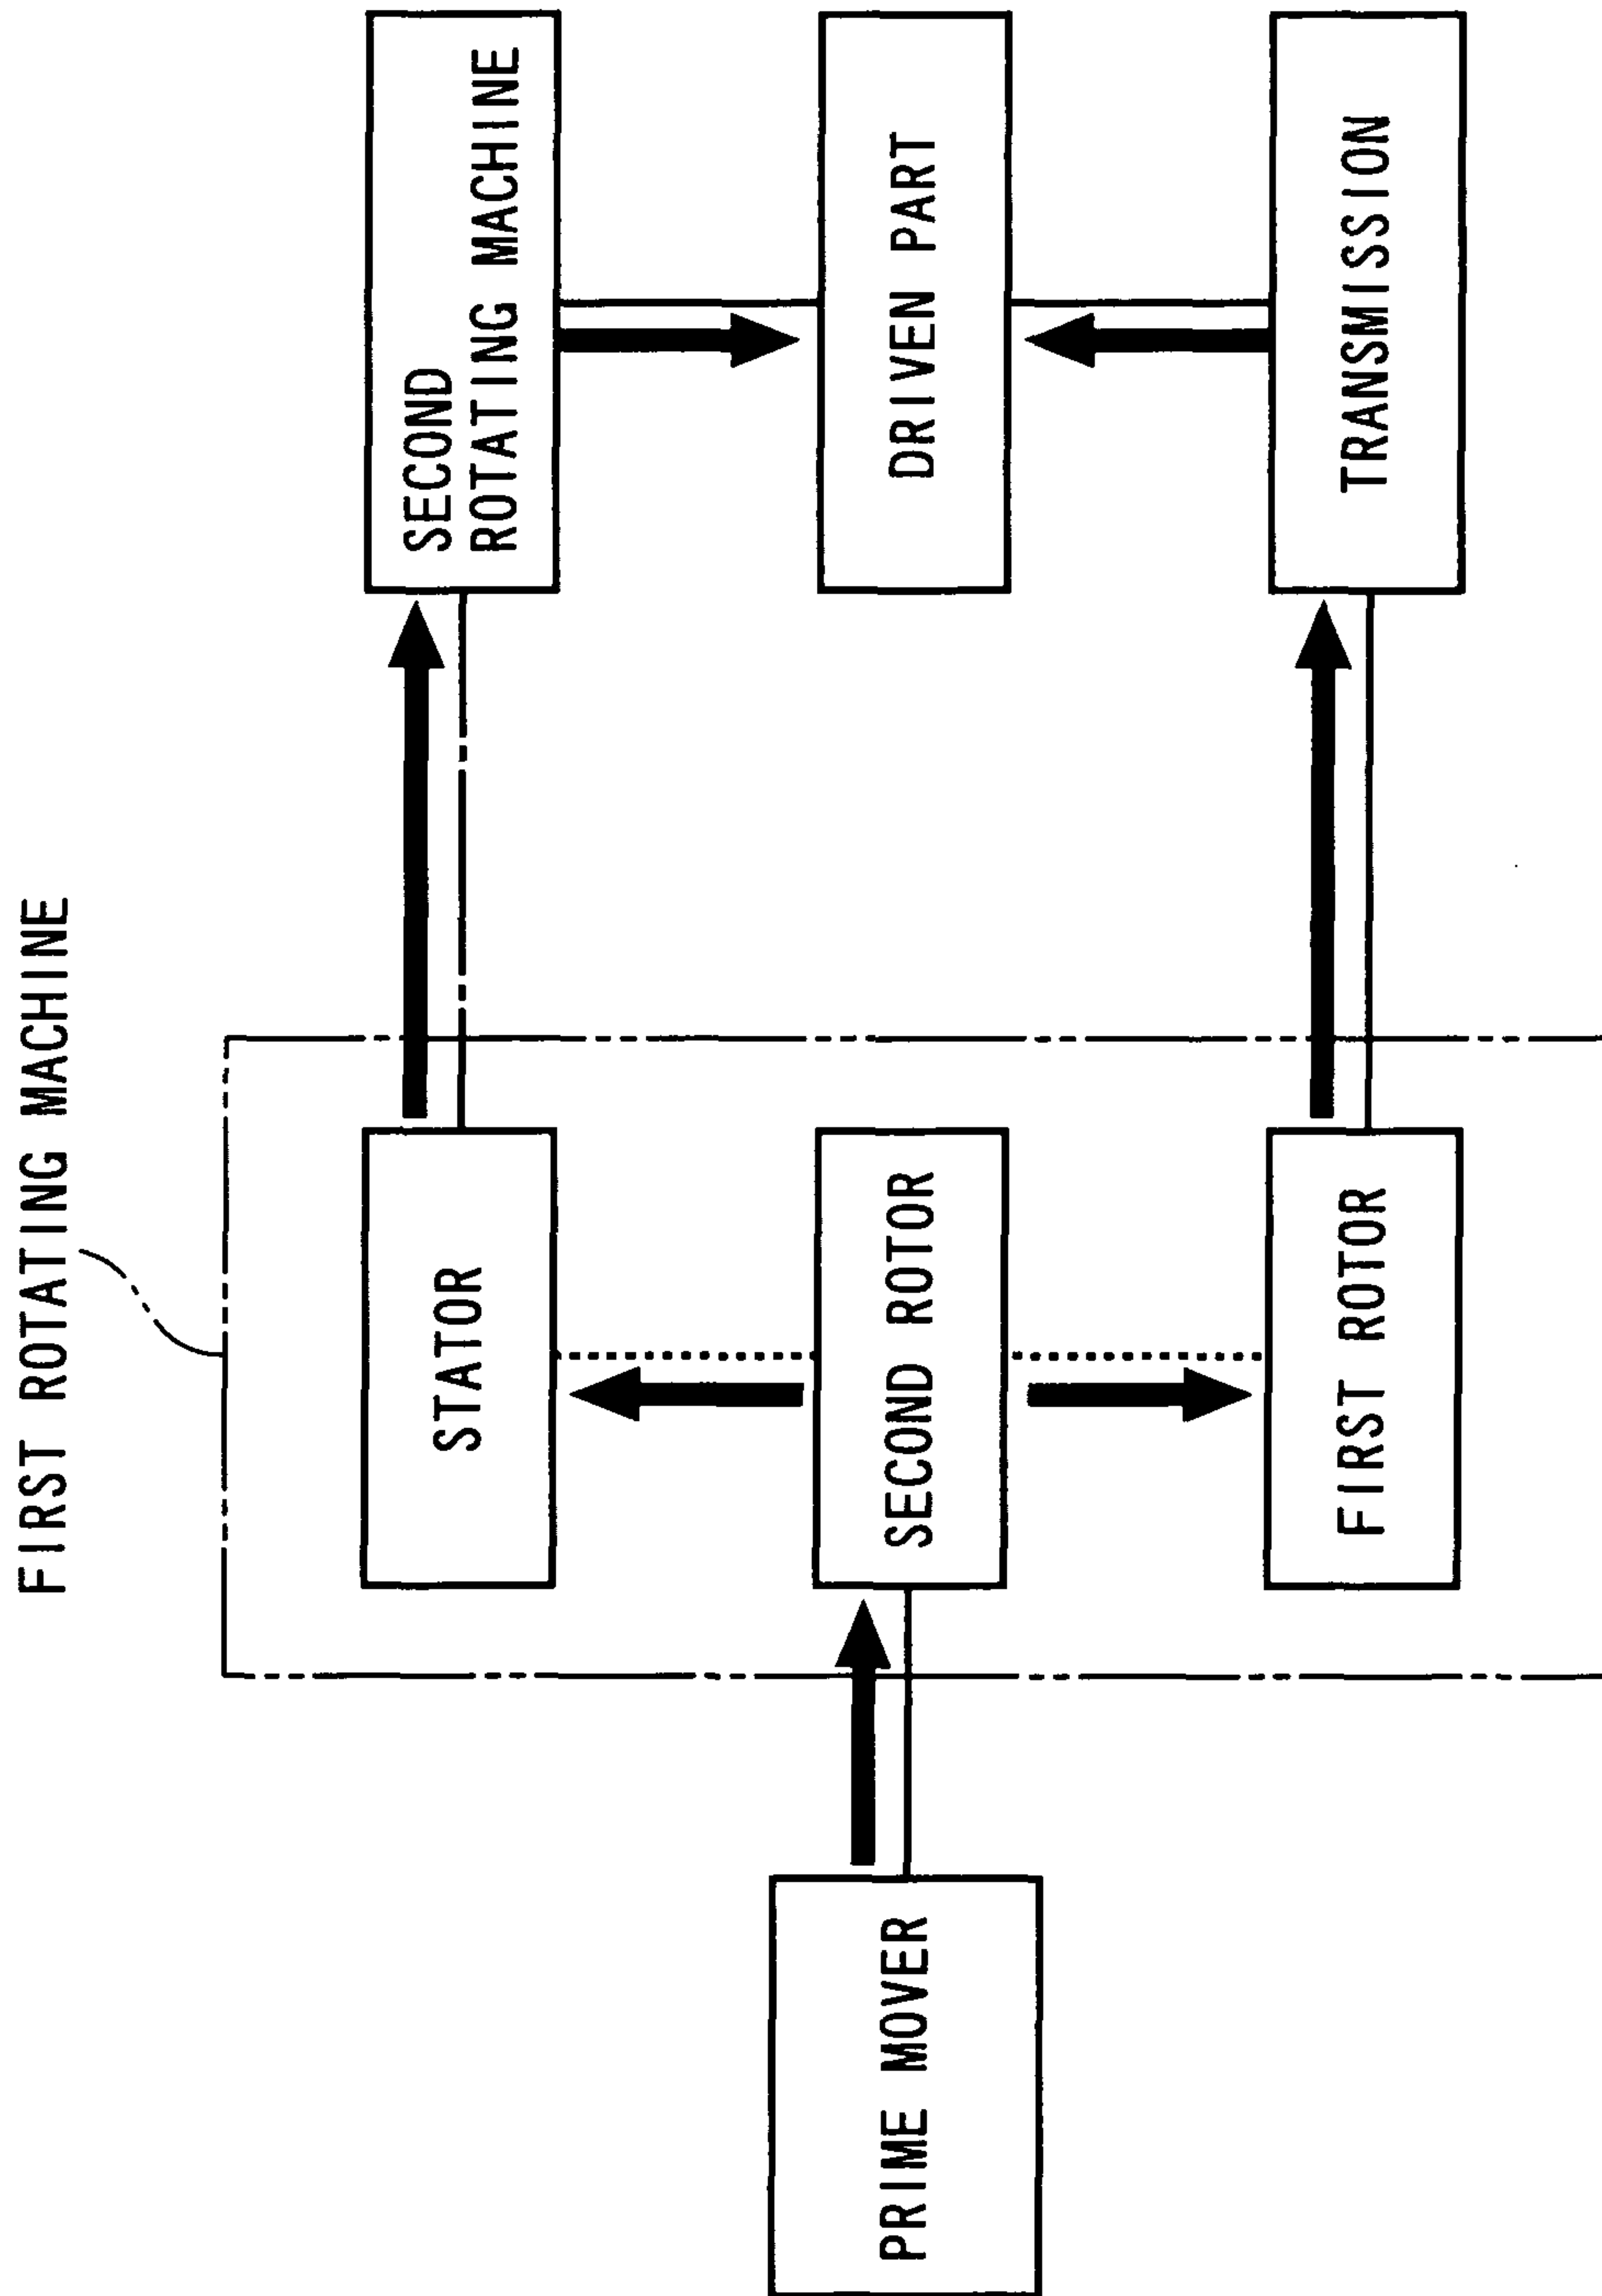 FIRST ROTATING MACHINE
STATOR
SECOND
ROTATING MACHINE
PRIME MOVER
SECOND ROTOR
DRIVEN PART
FIRST ROTOR
TRANSMISSION